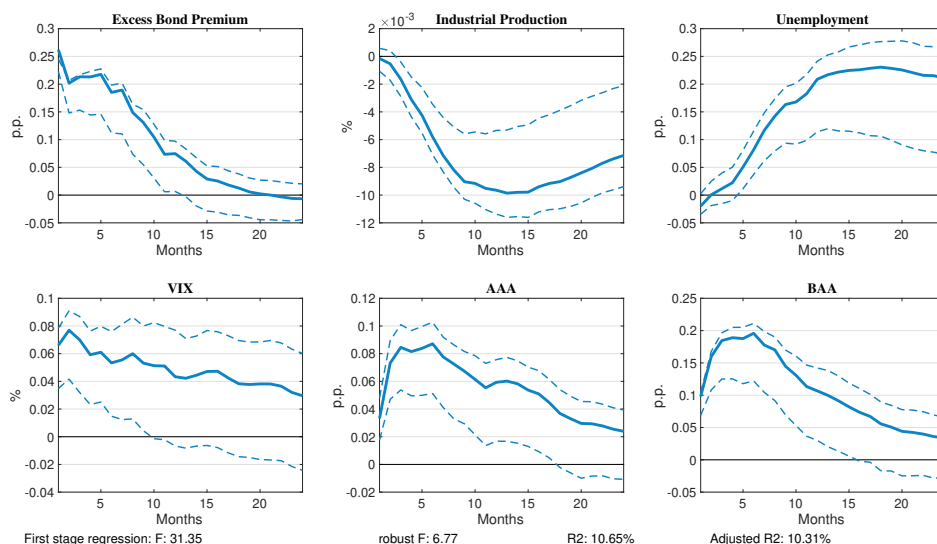 Excess Bond Premium
0.3
0.25
0.2
0.15
0.1
0.05
0
-0.05
p.p.
5 10 15 20
Months
Industrial Production
×10⁻³
2
0
-2
-4
-6
-8
-10
-12
%
5 10 15 20
Months
Unemployment
0.3
0.25
0.2
0.15
0.1
0.05
0
-0.05
p.p.
5 10 15 20
Months
VIX
0.1
0.08
0.06
0.04
0.02
0
-0.02
-0.04
%
5 10 15 20
Months
AAA
0.12
0.1
0.08
0.06
0.04
0.02
0
-0.02
p.p.
5 10 15 20
Months
BAA
0.25
0.20
0.15
0.1
0.05
0
-0.05
p.p.
5 10 15 20
Months
First stage regression: F: 31.35 robust F: 6.77 R2: 10.65% Adjusted R2: 10.31%